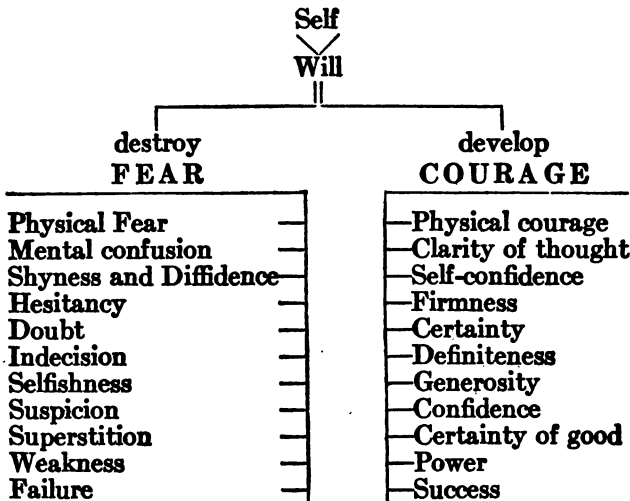 Self
Will
destroy develop
FEAR COURAGE
Physical Fear Physical courage
Mental confusion Clarity of thought
Shyness and Diffidence Self-confidence
Hesitancy Firmness
Doubt Certainty
Indecision Definiteness
Selfishness Generosity
Suspicion Confidence
Superstition Certainty of good
Weakness Power
Failure Success